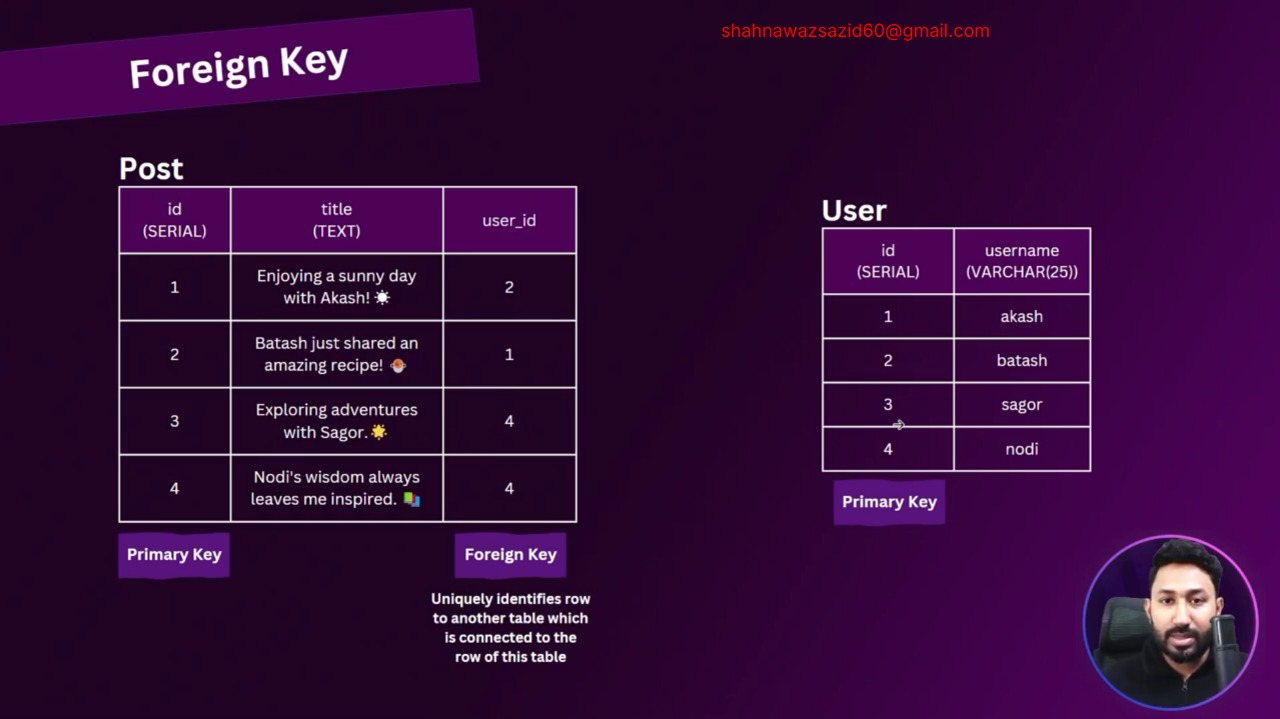 shahnawazsazid60@gmail.com
Foreign Key
Post
id
(SERIAL)
title
(TEXT)
user_id
1
Enjoying a sunny day
with Akash! ☀️
2
2
Batash just shared an
amazing recipe!
1
3
Exploring adventures
with Sagor. 🌟
4
4
Nodi's wisdom always
leaves me inspired. 📚
4
Primary Key
Foreign Key
Uniquely identifies row
to another table which
is connected to the
row of this table
User
id
(SERIAL)
username
(VARCHAR(25))
1
akash
2
batash
3
sagor
4
nodi
Primary Key